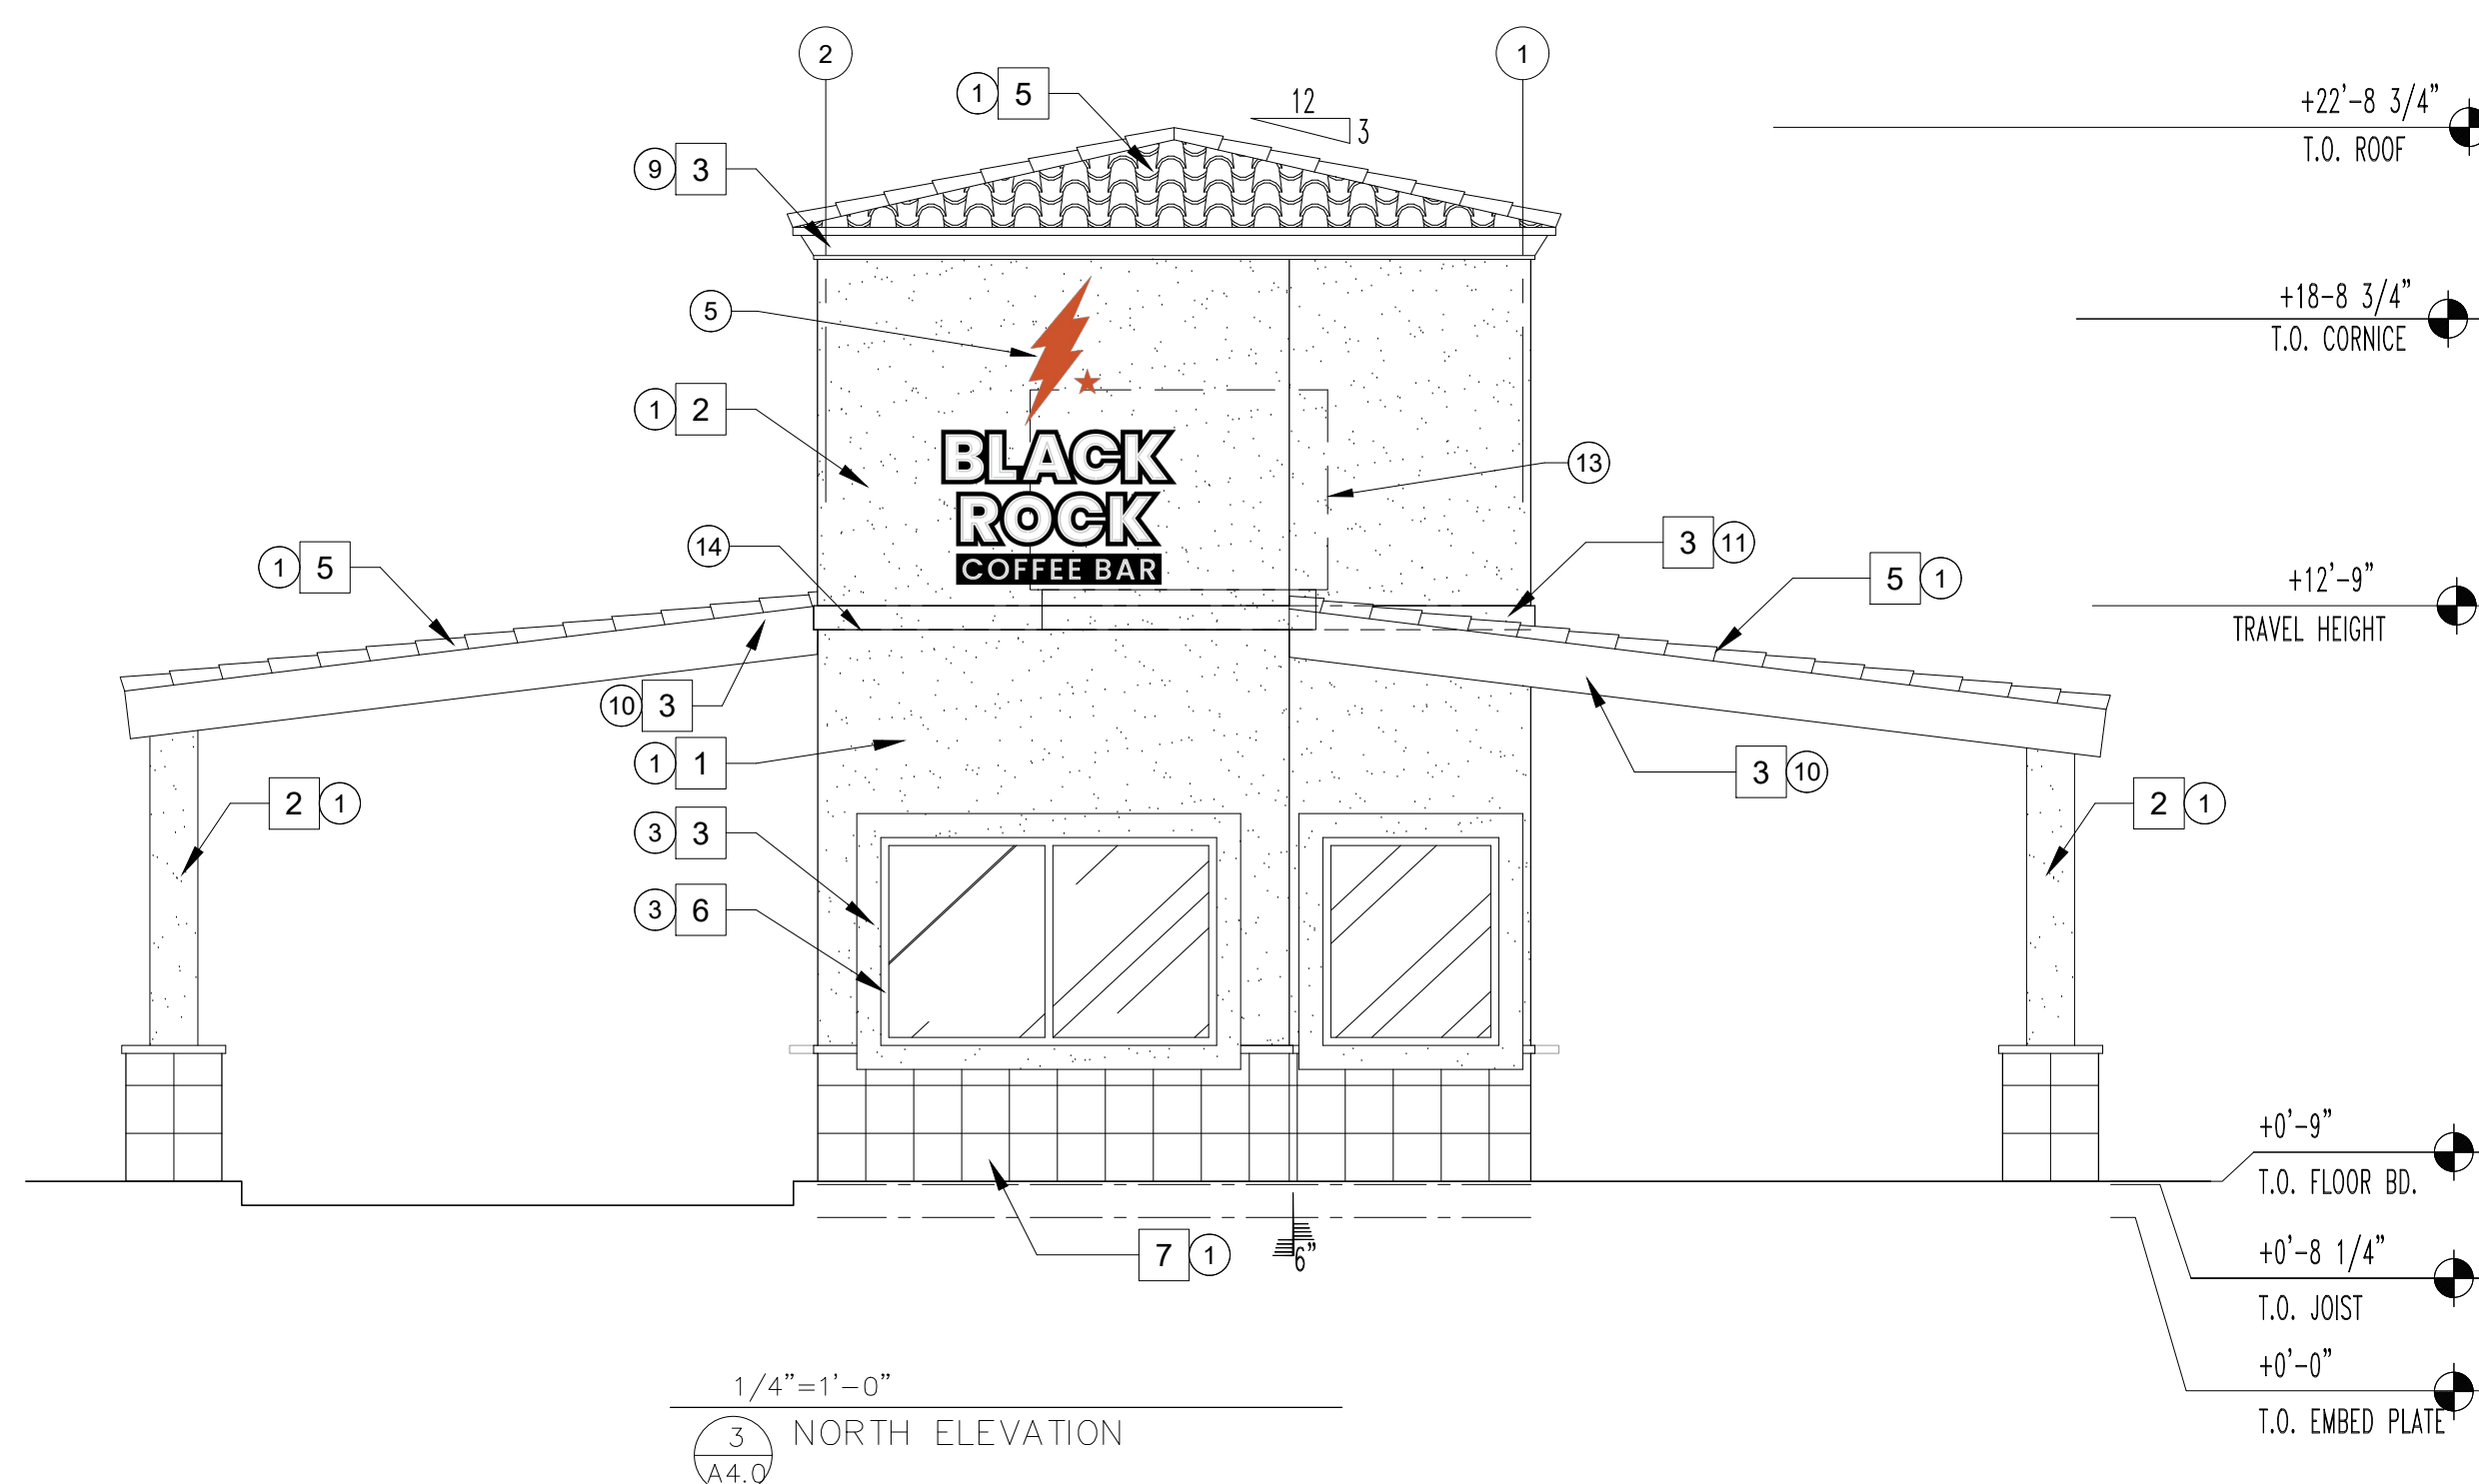 2
1
1 5
12
3
+22'-8 3/4"
T.O. ROOF
9 3
+18-8 3/4"
T.O. CORNICE
5
1 2
BLACK
ROCK
COFFEE BAR
13
14
3 11
1 5
5 1
+12'-9"
TRAVEL HEIGHT
10 3
1 1
3 10
2 1
2 1
3 3
3 6
+0'-9"
T.O. FLOOR BD.
7 1
6"
+0'-8 1/4"
T.O. JOIST
+0'-0"
T.O. EMBED PLATE
1/4"=1'-0"
3 NORTH ELEVATION
A4.0